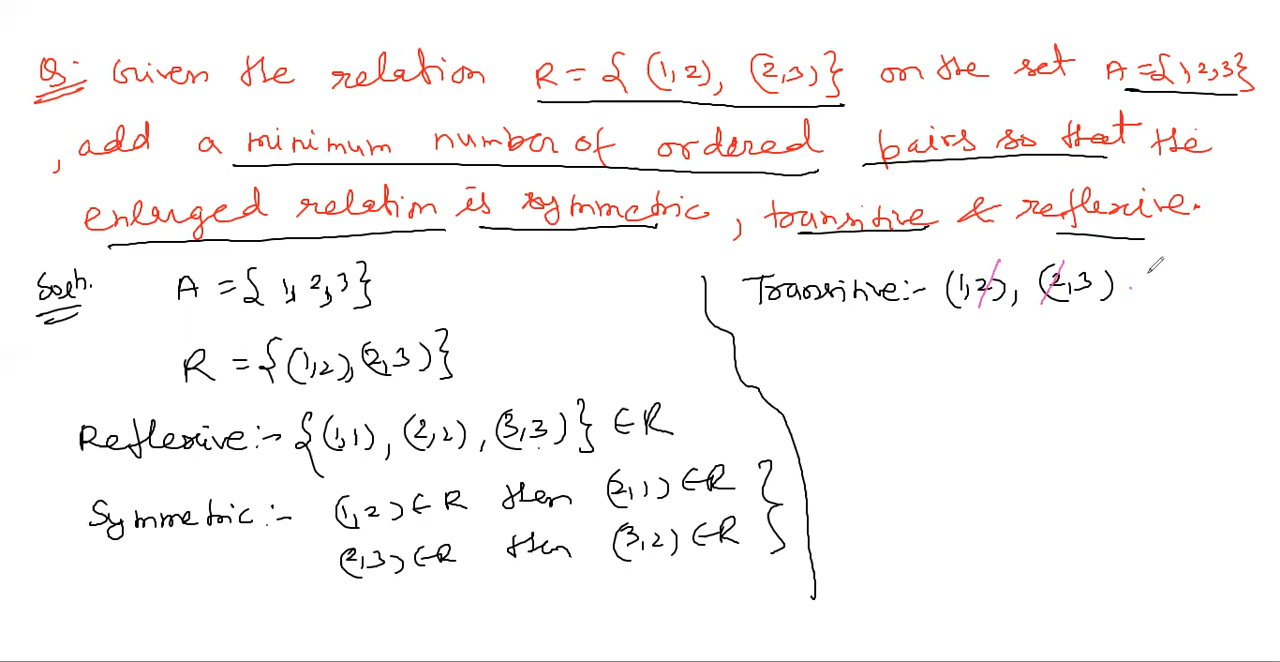 Q:- Given the relation R = { (1,2), (2,3) } on the set A = {1,2,3}
, add a minimum number of ordered pairs so that the
enlarged relation is symmetric, transitive & reflexive.
Soln. A = { 1, 2, 3 }
R = { (1,2), (2,3) }
Reflexive:- { (1,1), (2,2), (3,3) } ∈ R
Symmetric:- (1,2) ∈ R then (2,1) ∈ R }
(2,3) ∈ R then (3,2) ∈ R
Transitive:- (1,2), (2,3) .